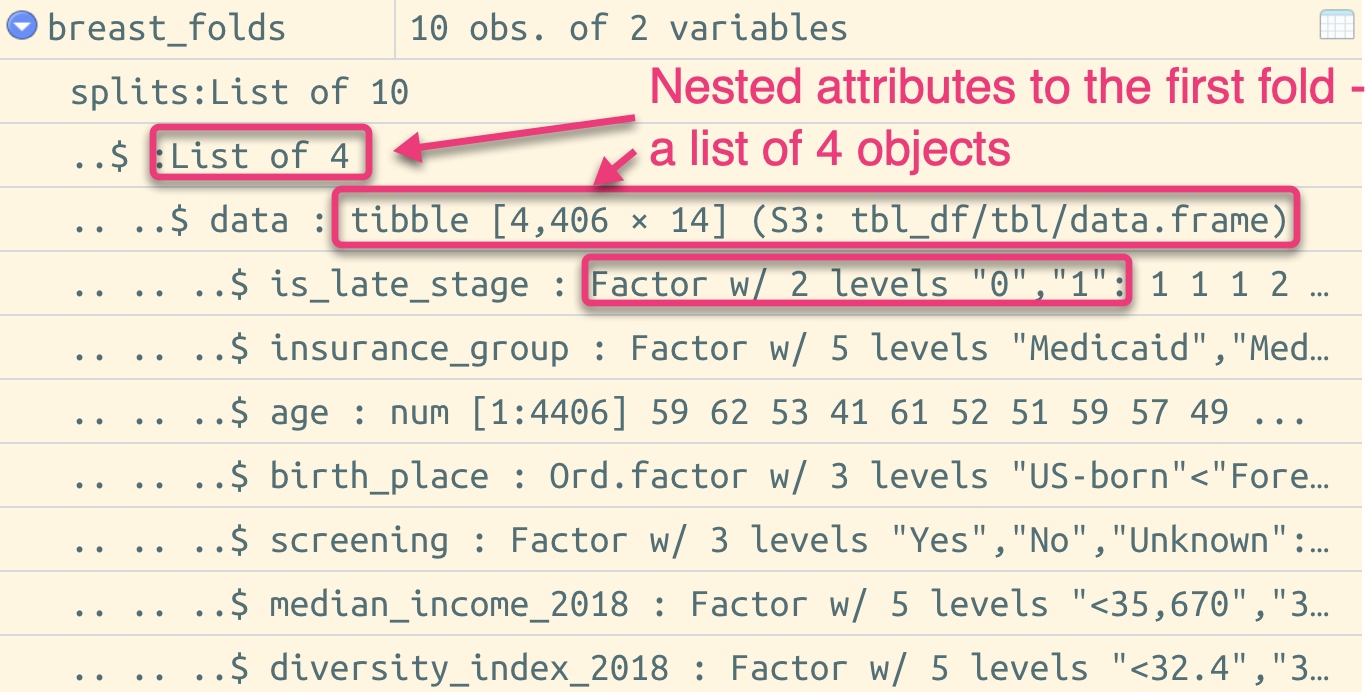 breast_folds 10 obs. of 2 variables
splits:List of 10
Nested attributes to the first fold -
a list of 4 objects
..$ :List of 4
.. ..$ data : tibble [4,406 × 14] (S3: tbl_df/tbl/data.frame)
.. .. ..$ is_late_stage : Factor w/ 2 levels "0","1": 1 1 1 2 …
.. .. ..$ insurance_group : Factor w/ 5 levels "Medicaid","Med…
.. .. ..$ age : num [1:4406] 59 62 53 41 61 52 51 59 57 49 ...
.. .. ..$ birth_place : Ord.factor w/ 3 levels "US-born"<"Fore…
.. .. ..$ screening : Factor w/ 3 levels "Yes","No","Unknown":…
.. .. ..$ median_income_2018 : Factor w/ 5 levels "<35,670","3…
.. .. ..$ diversity_index_2018 : Factor w/ 5 levels "<32.4","3…